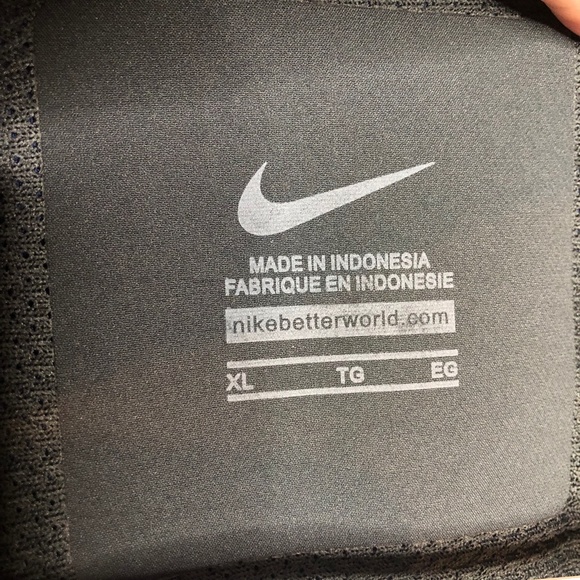 MADE IN INDONESIA
FABRIQUE EN INDONESIE
nikebetterworld.com
XL TG EG